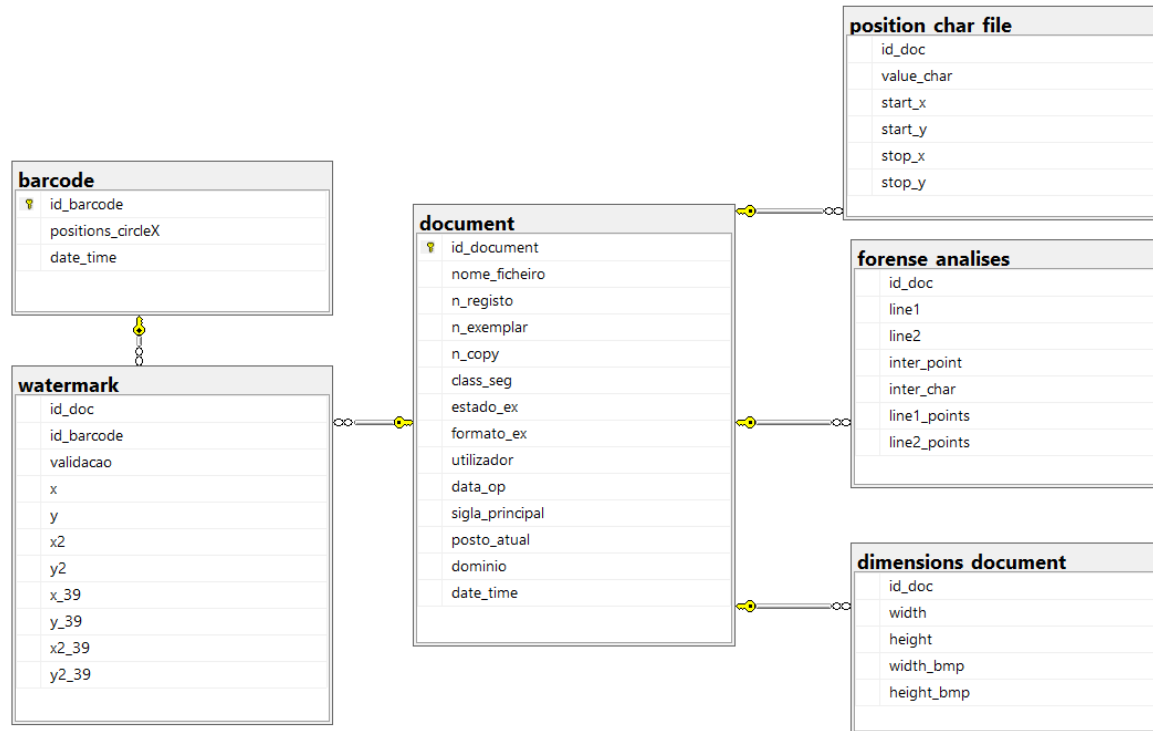 barcode
id_barcode
positions_circleX
date_time
watermark
id_doc
id_barcode
validacao
x
y
x2
y2
x_39
y_39
x2_39
y2_39
document
id_document
nome_ficheiro
n_registo
n_exemplar
n_copy
class_seg
estado_ex
formato_ex
utilizador
data_op
sigla_principal
posto_atual
dominio
date_time
position char file
id_doc
value_char
start_x
start_y
stop_x
stop_y
forense analises
id_doc
line1
line2
inter_point
inter_char
line1_points
line2_points
dimensions document
id_doc
width
height
width_bmp
height_bmp